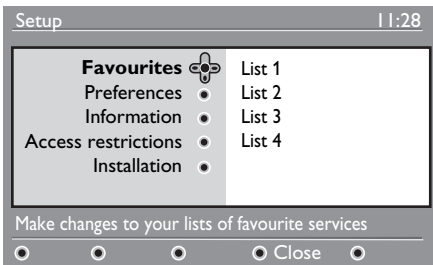 Setup 11:28
Favourites List 1
Preferences List 2
Information List 3
Access restrictions List 4
Installation
Make changes to your lists of favourite services
Close